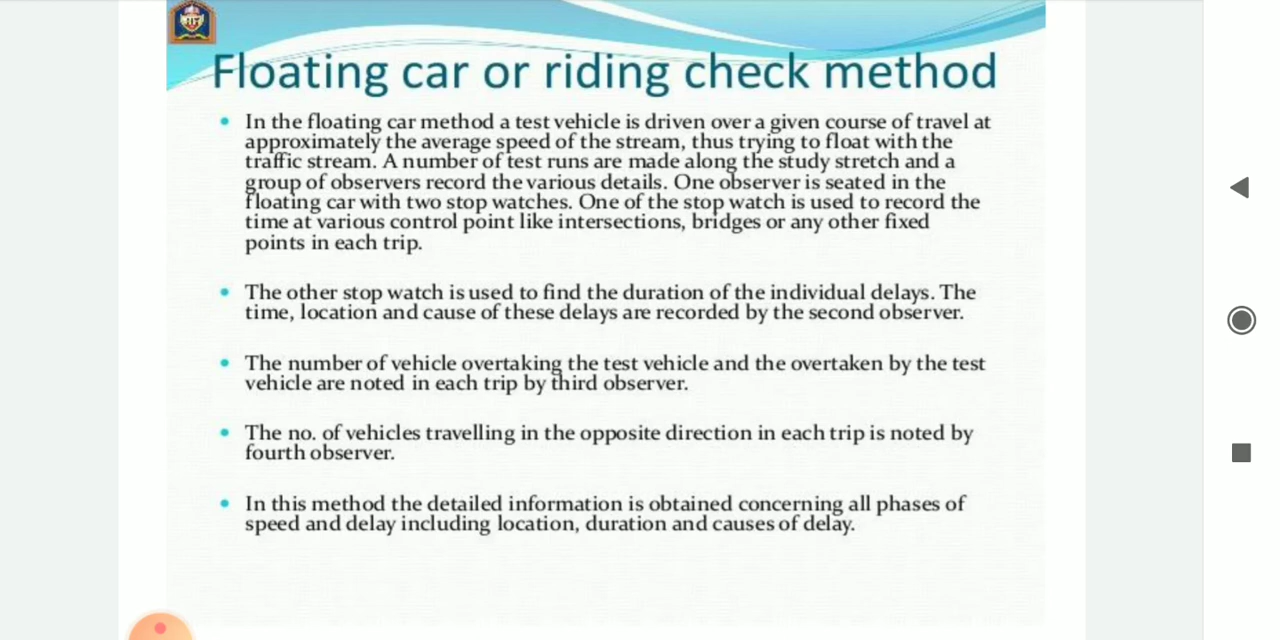 Floating car or riding check method
• In the floating car method a test vehicle is driven over a given course of travel at
approximately the average speed of the stream, thus trying to float with the
traffic stream. A number of test runs are made along the study stretch and a
group of observers record the various details. One observer is seated in the
floating car with two stop watches. One of the stop watch is used to record the
time at various control point like intersections, bridges or any other fixed
points in each trip.
• The other stop watch is used to find the duration of the individual delays. The
time, location and cause of these delays are recorded by the second observer.
• The number of vehicle overtaking the test vehicle and the overtaken by the test
vehicle are noted in each trip by third observer.
• The no. of vehicles travelling in the opposite direction in each trip is noted by
fourth observer.
• In this method the detailed information is obtained concerning all phases of
speed and delay including location, duration and causes of delay.